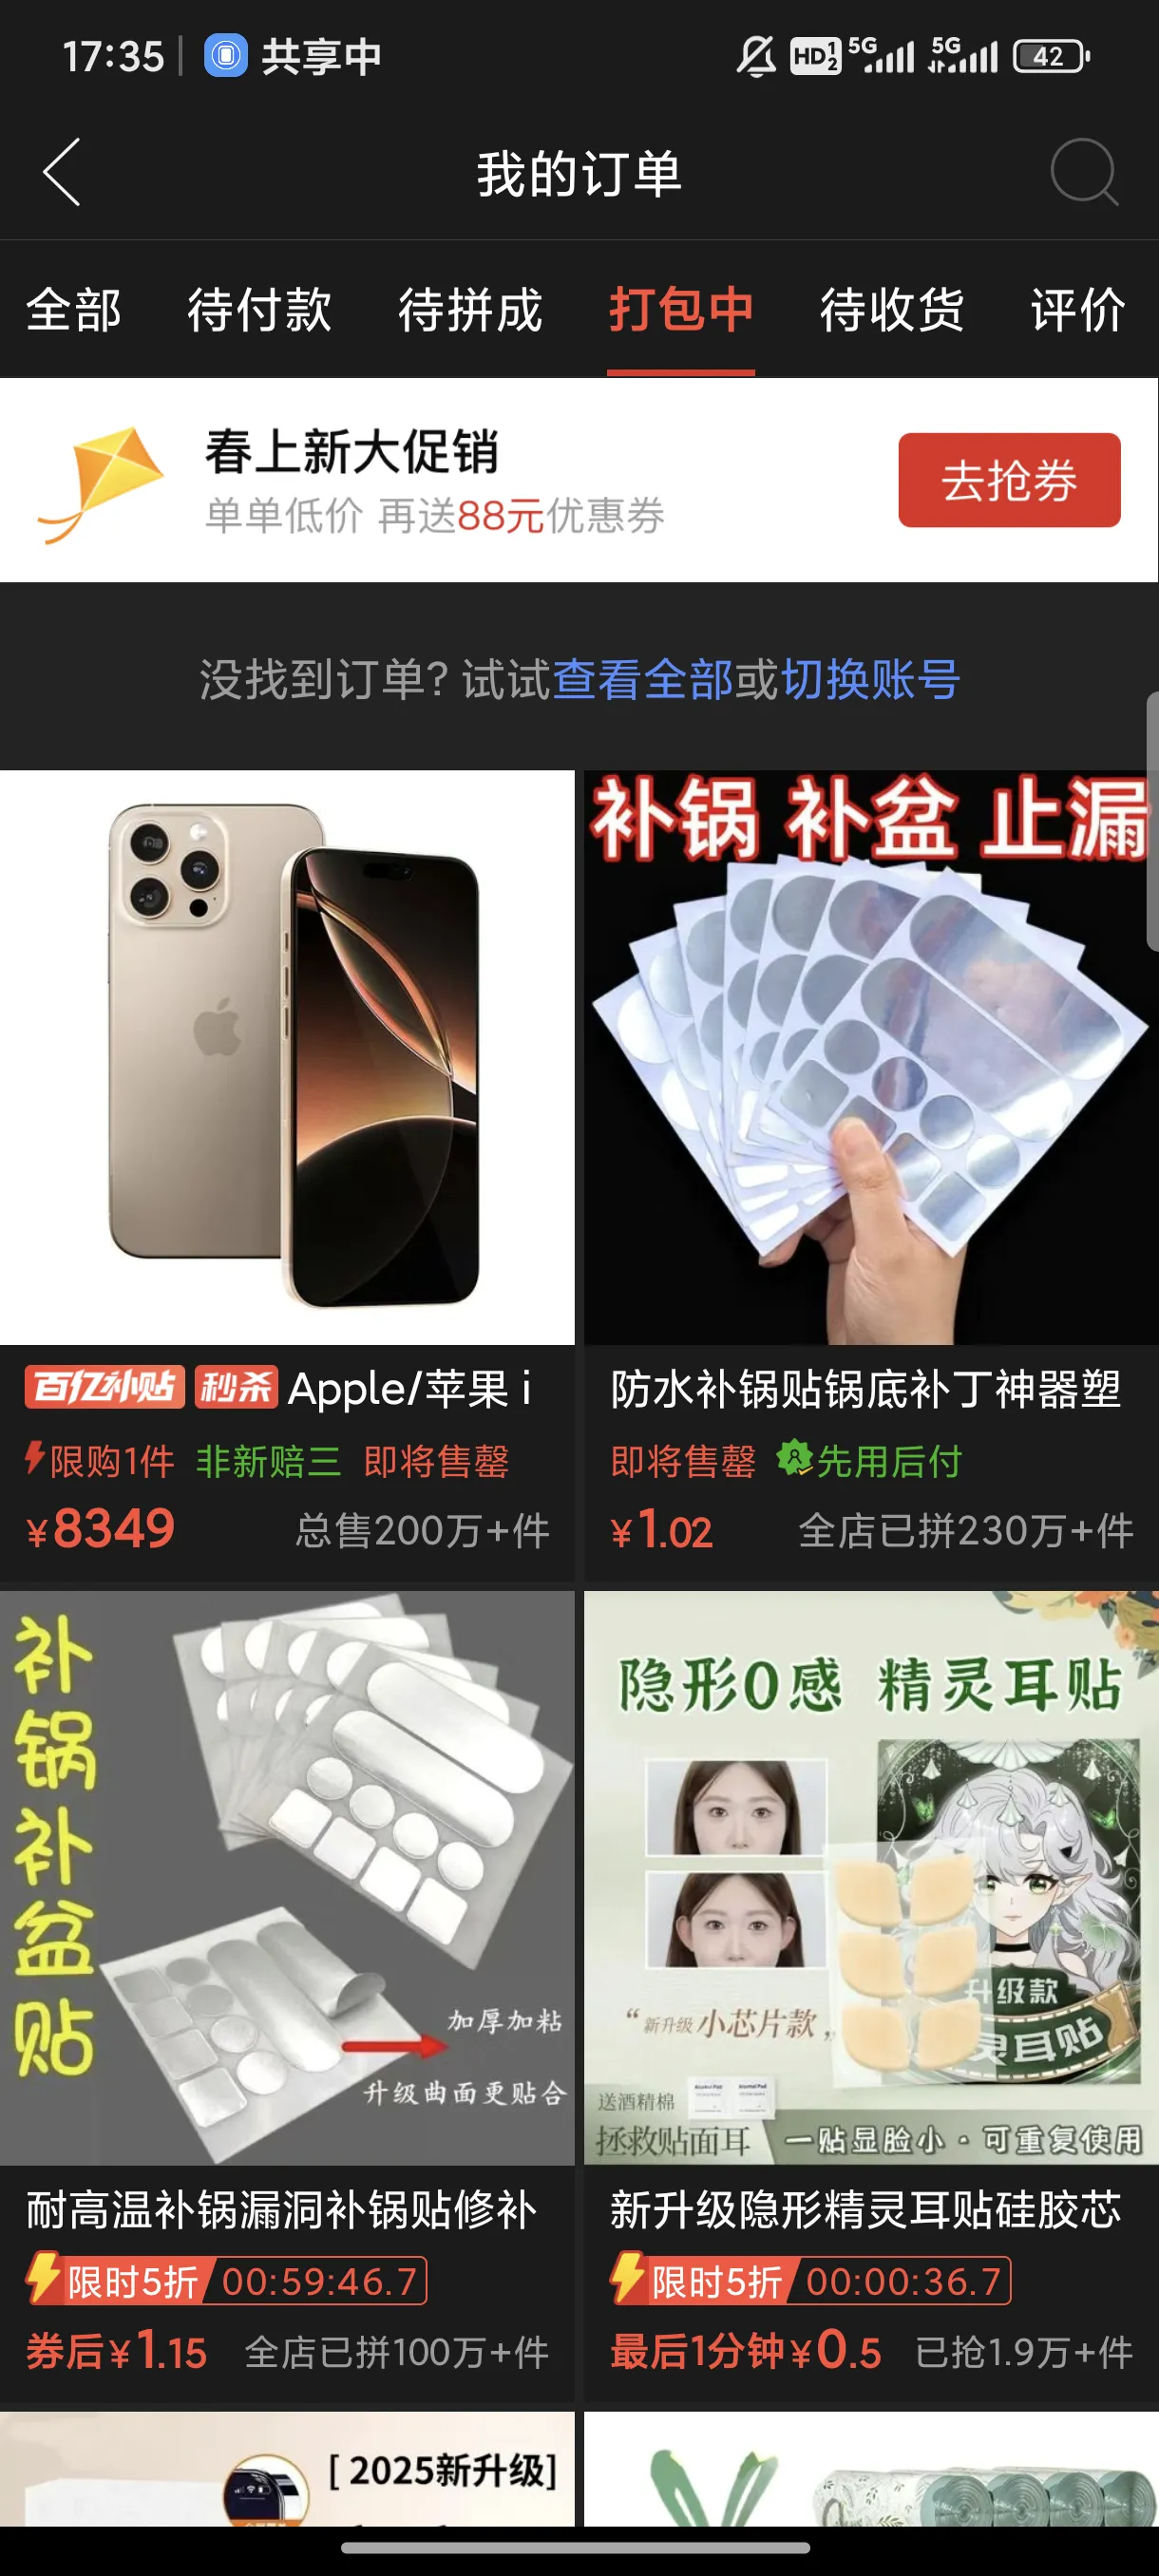 17:35
共享中
HD 1 2
5G
5G
42
我的订单
全部 待付款 待拼成 打包中 待收货 评价
春上新大促销
单单低价 再送88元优惠券
去抢券
没找到订单? 试试查看全部或切换账号
百亿补贴 秒杀 Apple/苹果 i
限购1件 非新赔三 即将售罄
¥8349 总售200万+件
补锅 补盆 止漏
防水补锅贴锅底补丁神器塑
即将售罄 先用后付
¥1.02 全店已拼230万+件
补锅补盆贴
加厚加粘
升级曲面更贴合
耐高温补锅漏洞补锅贴修补
限时5折 00:59:46.7
券后¥1.15 全店已拼100万+件
隐形0感 精灵耳贴
“新升级 小芯片款”
升级款
灵耳贴
送酒精棉
Alcohol Pad Alcohol Pad
拯救贴面耳
一贴显脸小·可重复使用
新升级隐形精灵耳贴硅胶芯
限时5折 00:00:36.7
最后1分钟¥0.5 已抢1.9万+件
[ 2025新升级]